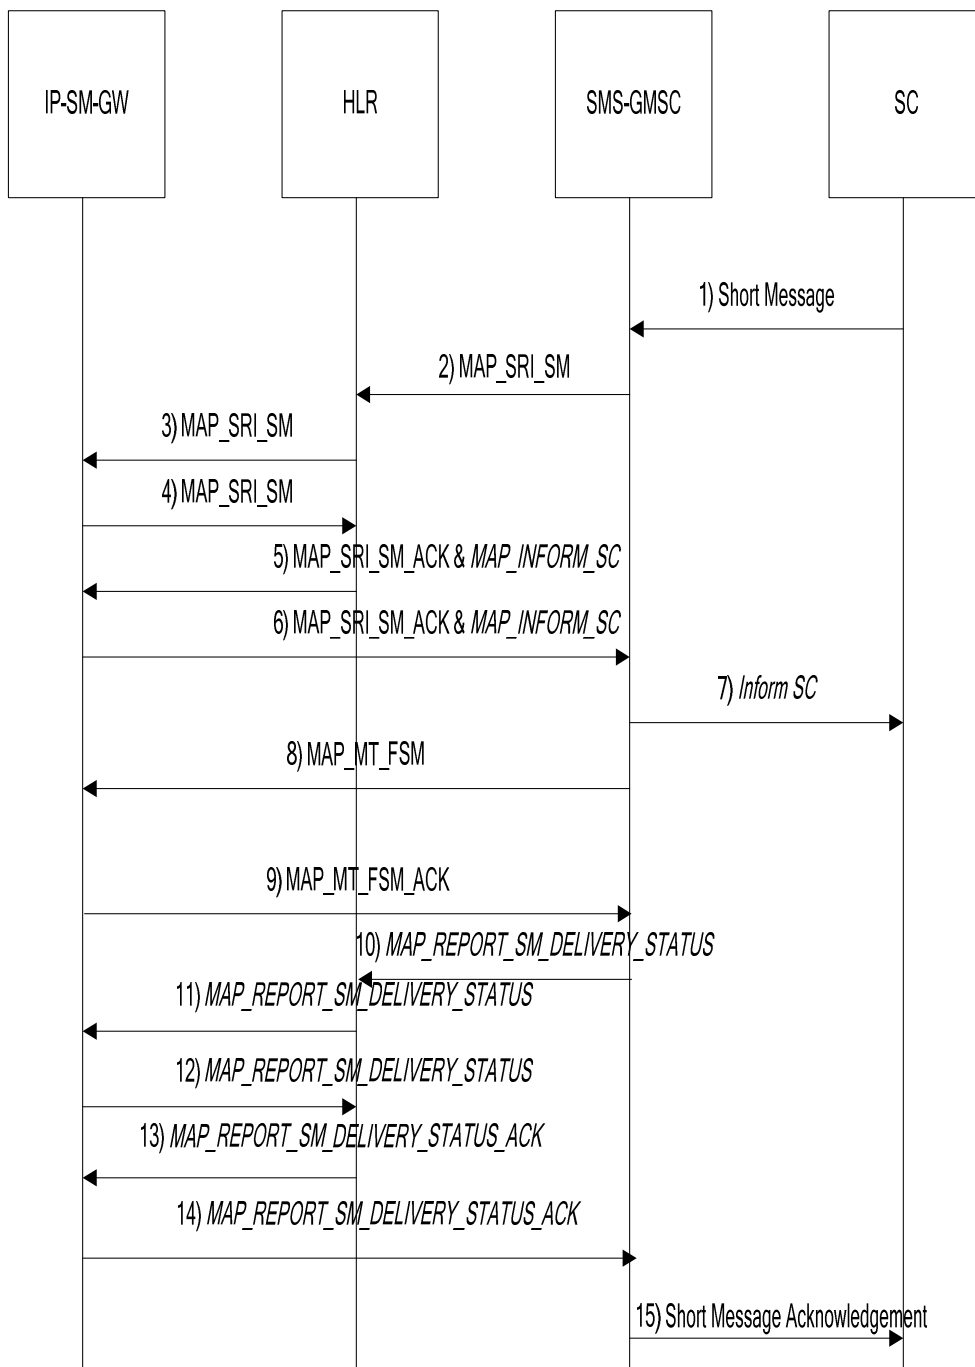 IP-SM-GW
HLR
SMS-GMSC
SC
1) Short Message
2) MAP_SRI_SM
3) MAP_SRI_SM
4) MAP_SRI_SM
5) MAP_SRI_SM_ACK & MAP_INFORM_SC
6) MAP_SRI_SM_ACK & MAP_INFORM_SC
7) Inform SC
8) MAP_MT_FSM
9) MAP_MT_FSM_ACK
10) MAP_REPORT_SM_DELIVERY_STATUS
11) MAP_REPORT_SM_DELIVERY_STATUS
12) MAP_REPORT_SM_DELIVERY_STATUS
13) MAP_REPORT_SM_DELIVERY_STATUS_ACK
14) MAP_REPORT_SM_DELIVERY_STATUS_ACK
15) Short Message Acknowledgement